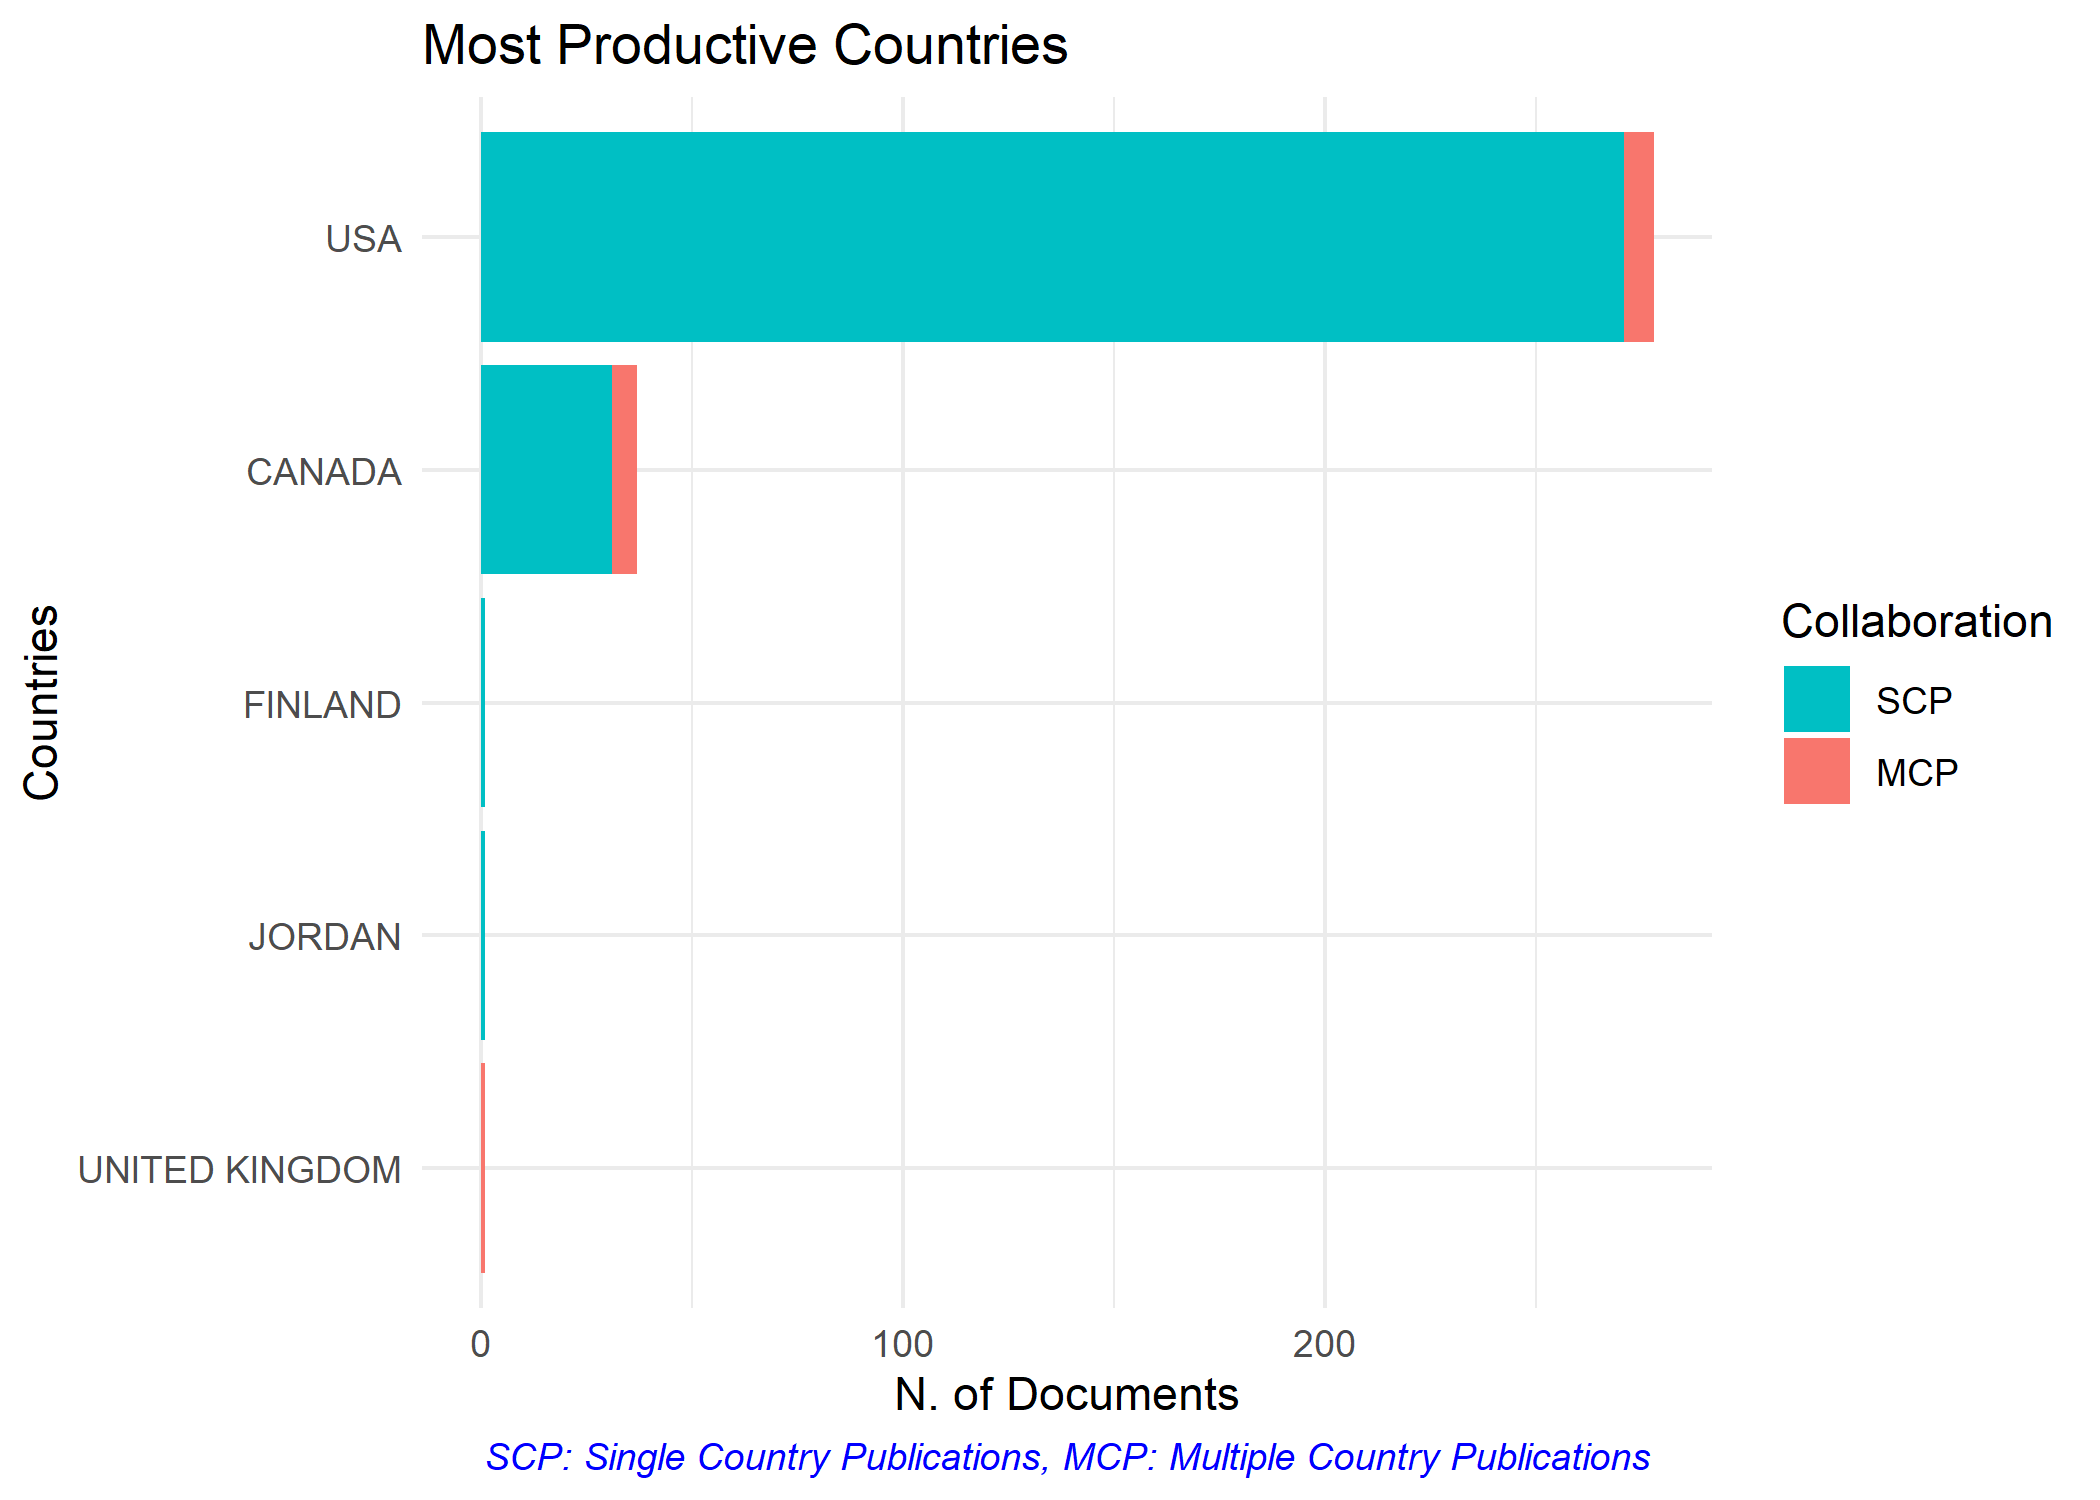 Most Productive Countries
USA
CANADA
FINLAND
JORDAN
UNITED KINGDOM
Countries
0 100 200
N. of Documents
SCP: Single Country Publications, MCP: Multiple Country Publications
Collaboration
SCP
MCP